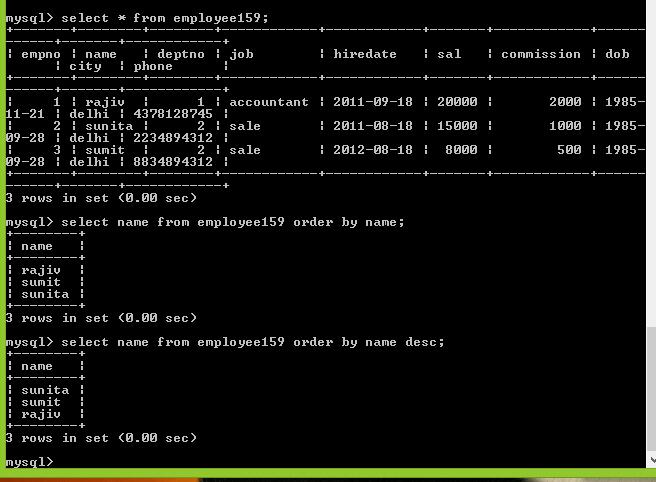 mysql> select * from employee159;
+-------+--------+--------+------------+------------+-------+------------+------
------+-------+------------+
| empno | name   | deptno | job        | hiredate   | sal   | commission | dob
      | city  | phone      |
+-------+--------+--------+------------+------------+-------+------------+------
------+-------+------------+
|     1 | rajiv  |      1 | accountant | 2011-09-18 | 20000 |       2000 | 1985-
11-21 | delhi | 4378128745 |
|     2 | sunita |      2 | sale       | 2011-08-18 | 15000 |       1000 | 1985-
09-28 | delhi | 2234894312 |
|     3 | sumit  |      2 | sale       | 2012-08-18 |  8000 |        500 | 1985-
09-28 | delhi | 8834894312 |
+-------+--------+--------+------------+------------+-------+------------+------
------+-------+------------+
3 rows in set (0.00 sec)
mysql> select name from employee159 order by name;
+--------+
| name   |
+--------+
| rajiv  |
| sumit  |
| sunita |
+--------+
3 rows in set (0.00 sec)
mysql> select name from employee159 order by name desc;
+--------+
| name   |
+--------+
| sunita |
| sumit  |
| rajiv  |
+--------+
3 rows in set (0.00 sec)
mysql>